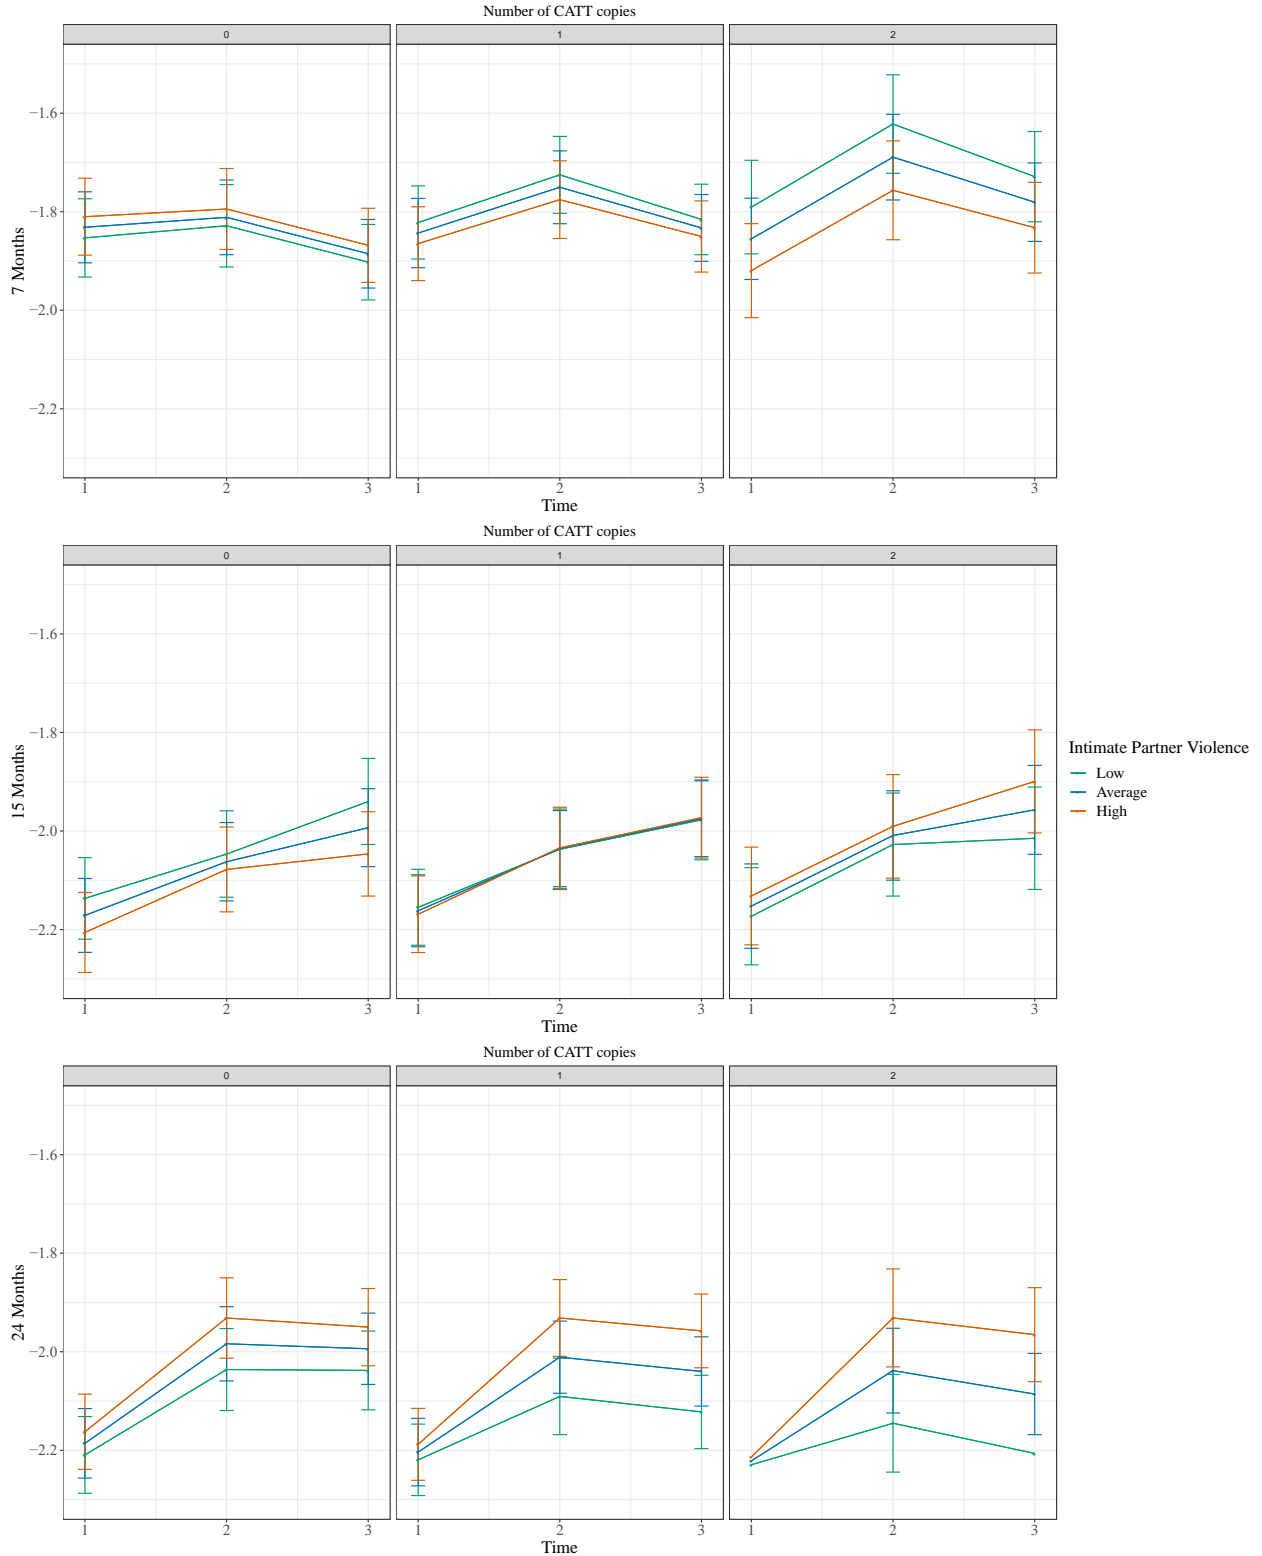 Number of CATT copies
0 1 2
7 Months
−1.6
−1.8
−2.0
−2.2
1 2 3 1 2 3 1 2 3
Time
Number of CATT copies
0 1 2
15 Months
−1.6
−1.8
−2.0
−2.2
1 2 3 1 2 3 1 2 3
Time
Intimate Partner Violence
Low
Average
High
Number of CATT copies
0 1 2
24 Months
−1.6
−1.8
−2.0
−2.2
1 2 3 1 2 3 1 2 3
Time